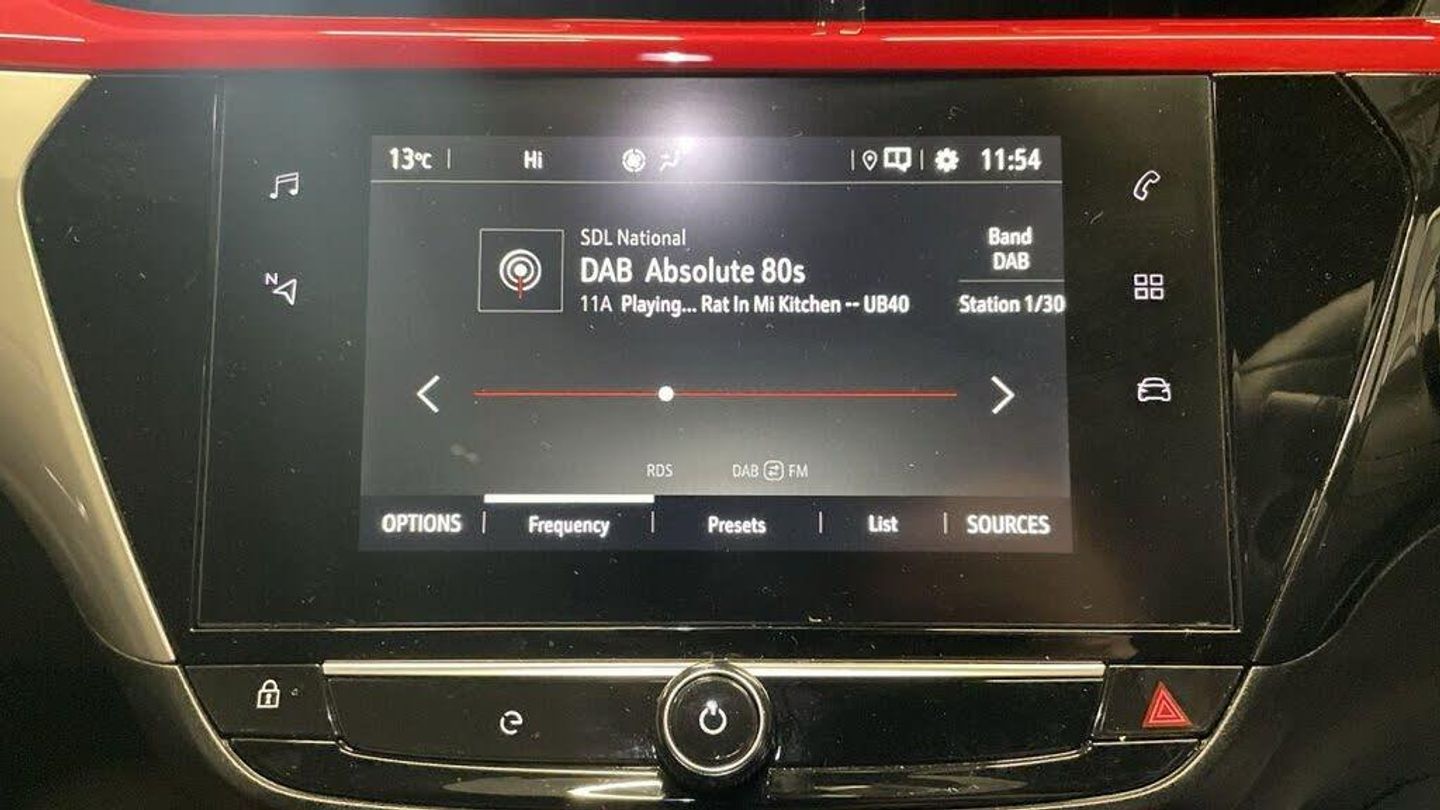 13°C
Hi
11:54
SDL National
DAB Absolute 80s
11A Playing... Rat In Mi Kitchen -- UB40
Band
DAB
Station 1/30
N
RDS
DAB FM
OPTIONS
Frequency
Presets
List
SOURCES